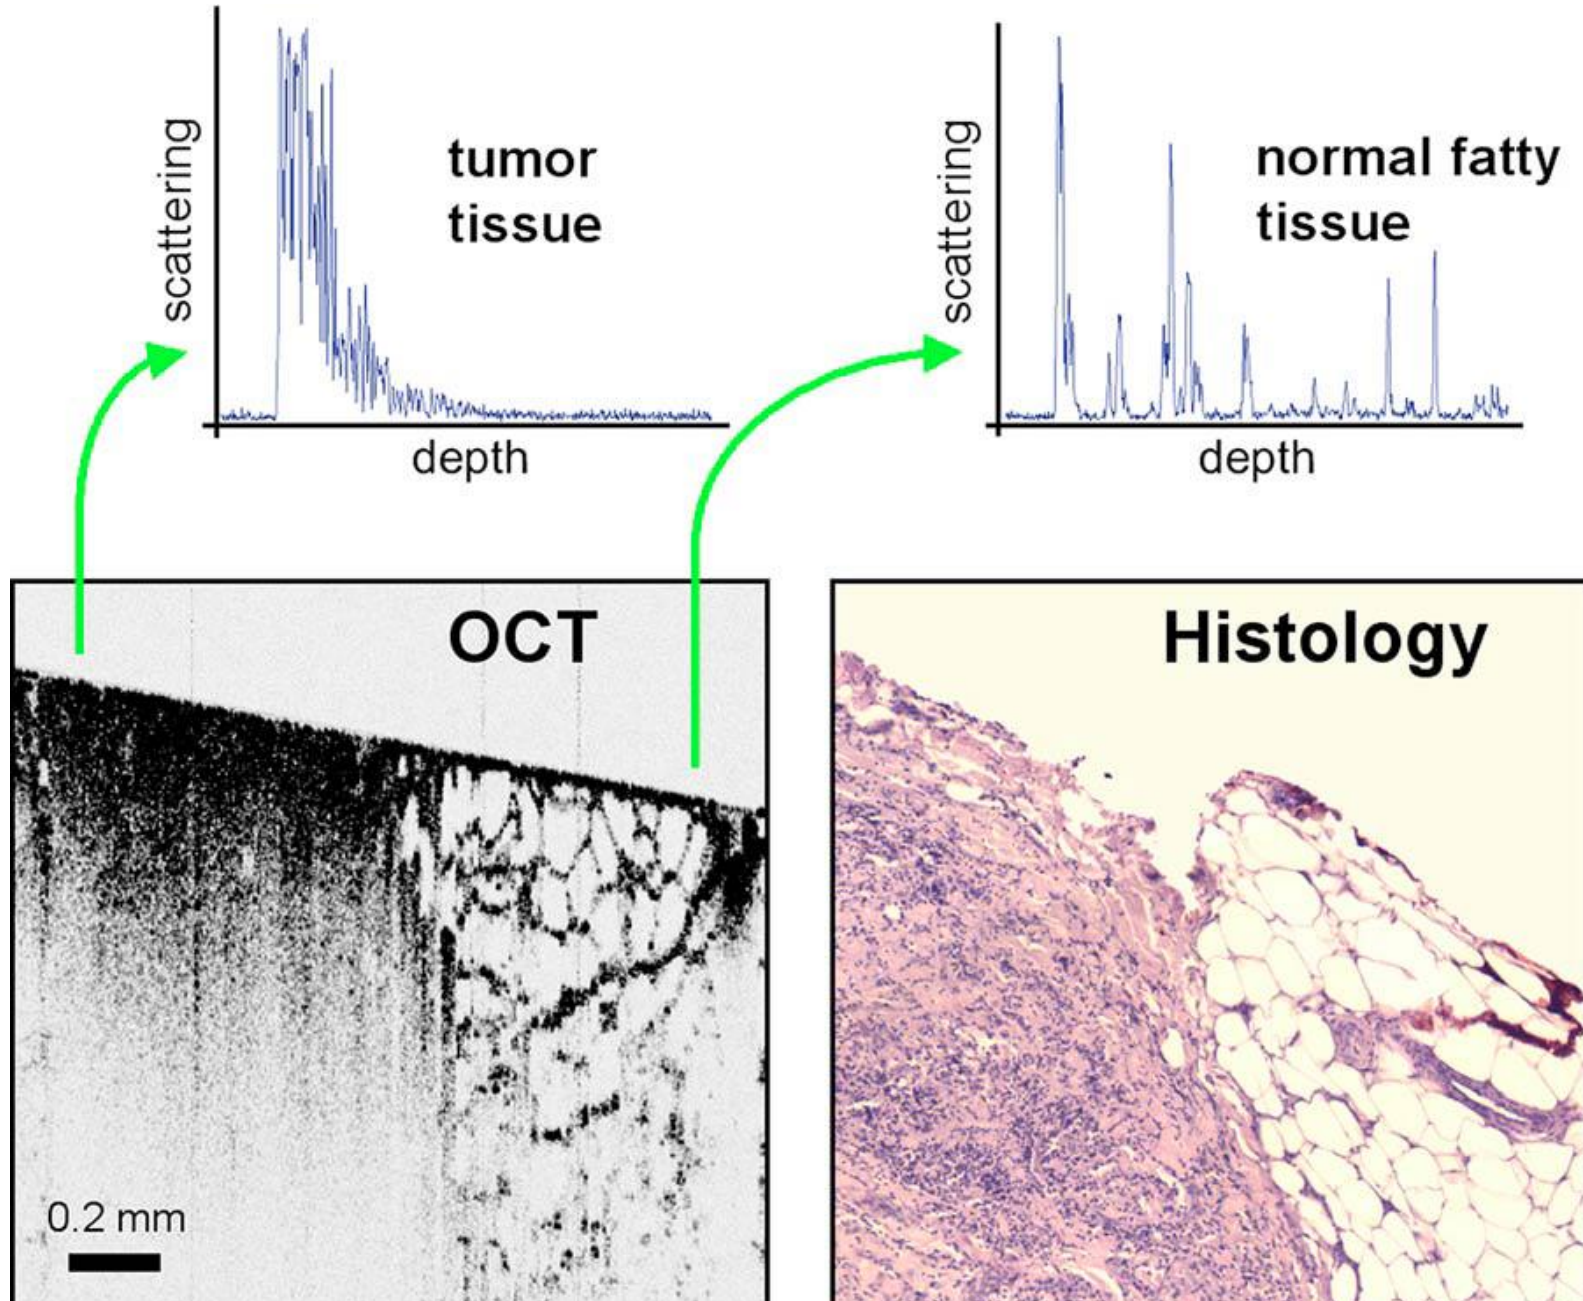 scattering
tumor
tissue
depth
scattering
normal fatty
tissue
depth
OCT
0.2 mm
Histology